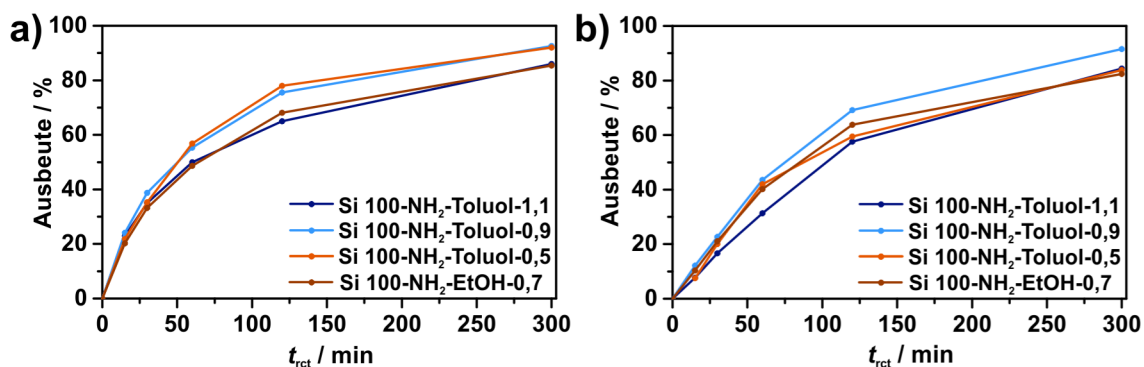 a)
Ausbeute / %
100
80
60
40
20
0
Si 100-NH₂-Toluol-1,1
Si 100-NH₂-Toluol-0,9
Si 100-NH₂-Toluol-0,5
Si 100-NH₂-EtOH-0,7
0 50 100 150 200 250 300
t_rct / min
b)
Ausbeute / %
100
80
60
40
20
0
Si 100-NH₂-Toluol-1,1
Si 100-NH₂-Toluol-0,9
Si 100-NH₂-Toluol-0,5
Si 100-NH₂-EtOH-0,7
0 50 100 150 200 250 300
t_rct / min